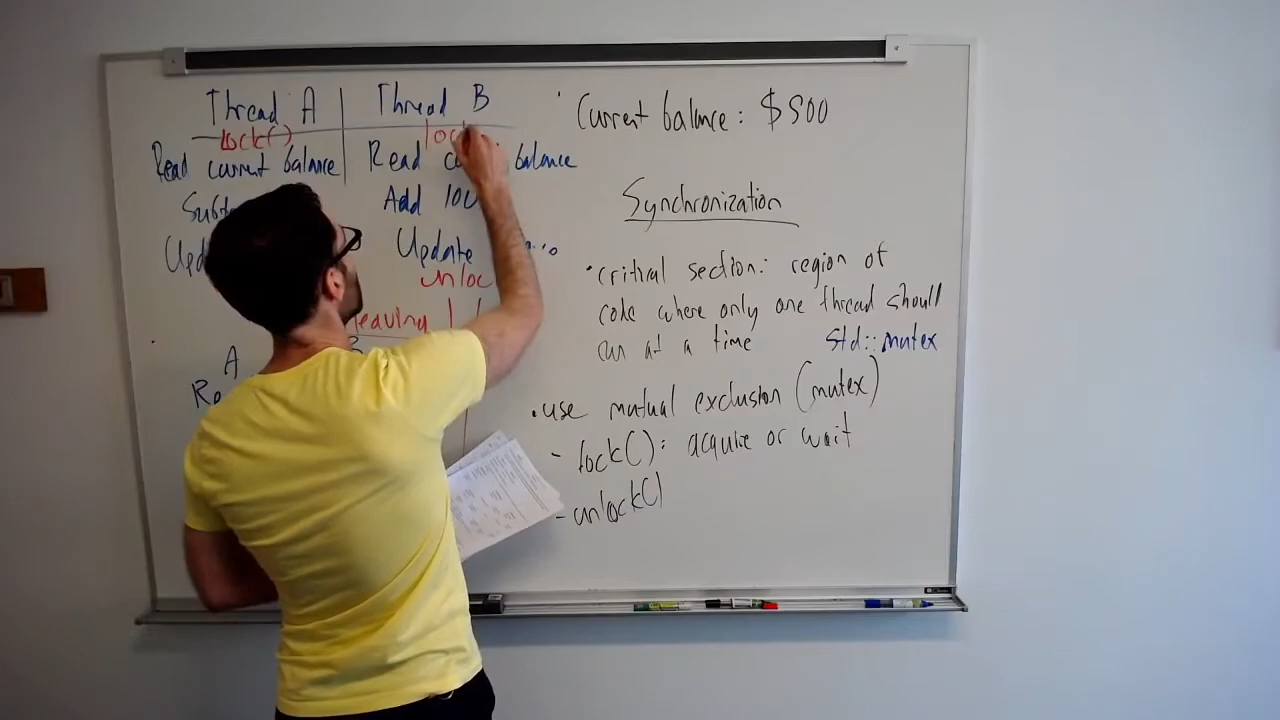 Thread A
Thread B
lock()
loc
Read current balance
Read balance
Add 100
Update
unloc
A
B
Current balance: $500
Synchronization
• critical section: region of
code where only one thread should
run at a time
std::mutex
• use mutual exclusion (mutex)
- lock(): acquire or wait
- unlock()